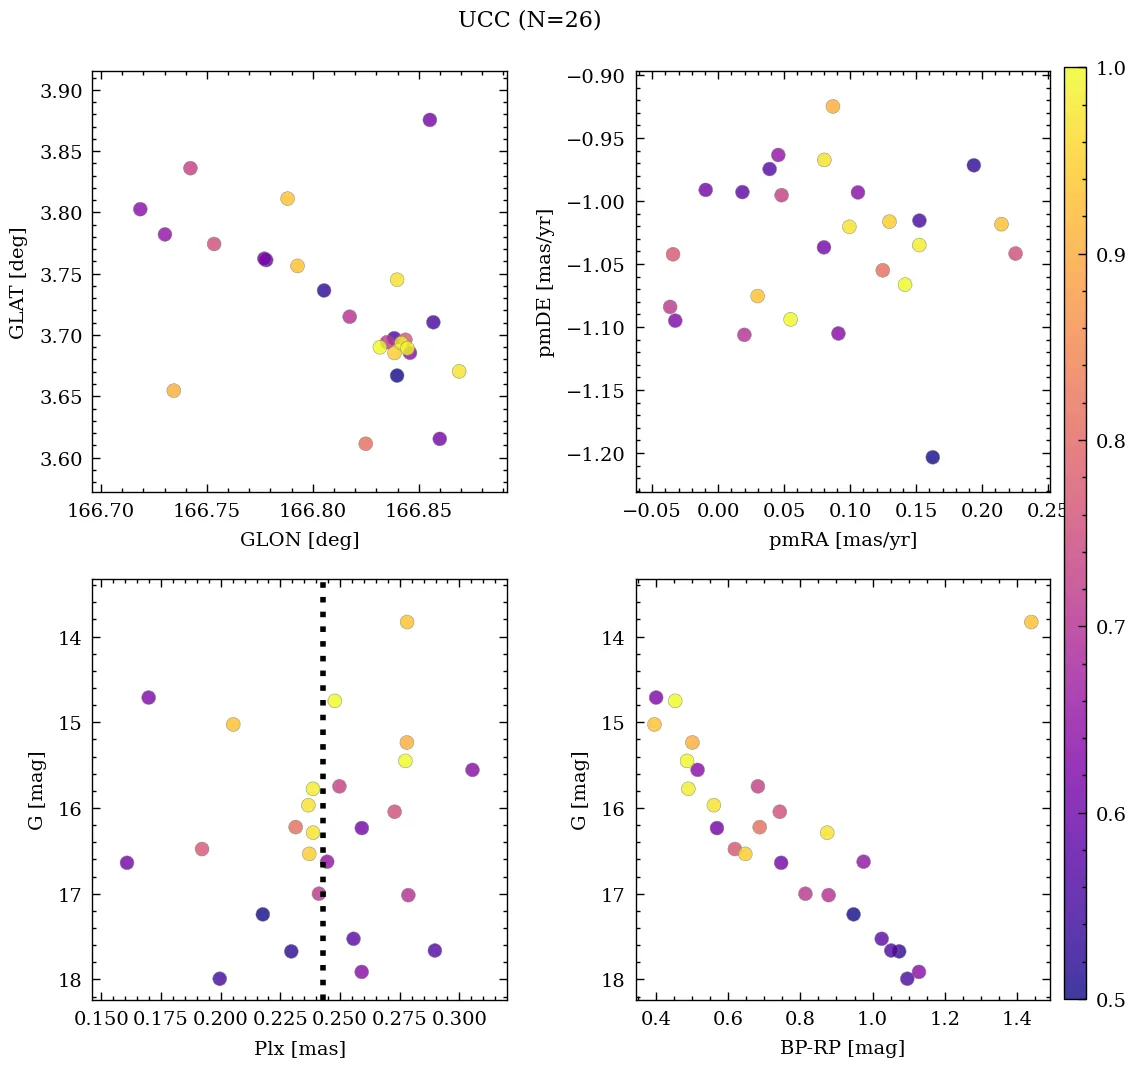 UCC (N=26)
3.90
3.85
3.80
3.75
3.70
3.65
3.60
GLAT [deg]
166.70 166.75 166.80 166.85
GLON [deg]
−0.90
−0.95
−1.00
−1.05
−1.10
−1.15
−1.20
pmDE [mas/yr]
−0.05 0.00 0.05 0.10 0.15 0.20 0.25
pmRA [mas/yr]
14
15
16
17
18
G [mag]
0.150 0.175 0.200 0.225 0.250 0.275 0.300
Plx [mas]
14
15
16
17
18
G [mag]
0.4 0.6 0.8 1.0 1.2 1.4
BP-RP [mag]
1.0
0.9
0.8
0.7
0.6
0.5